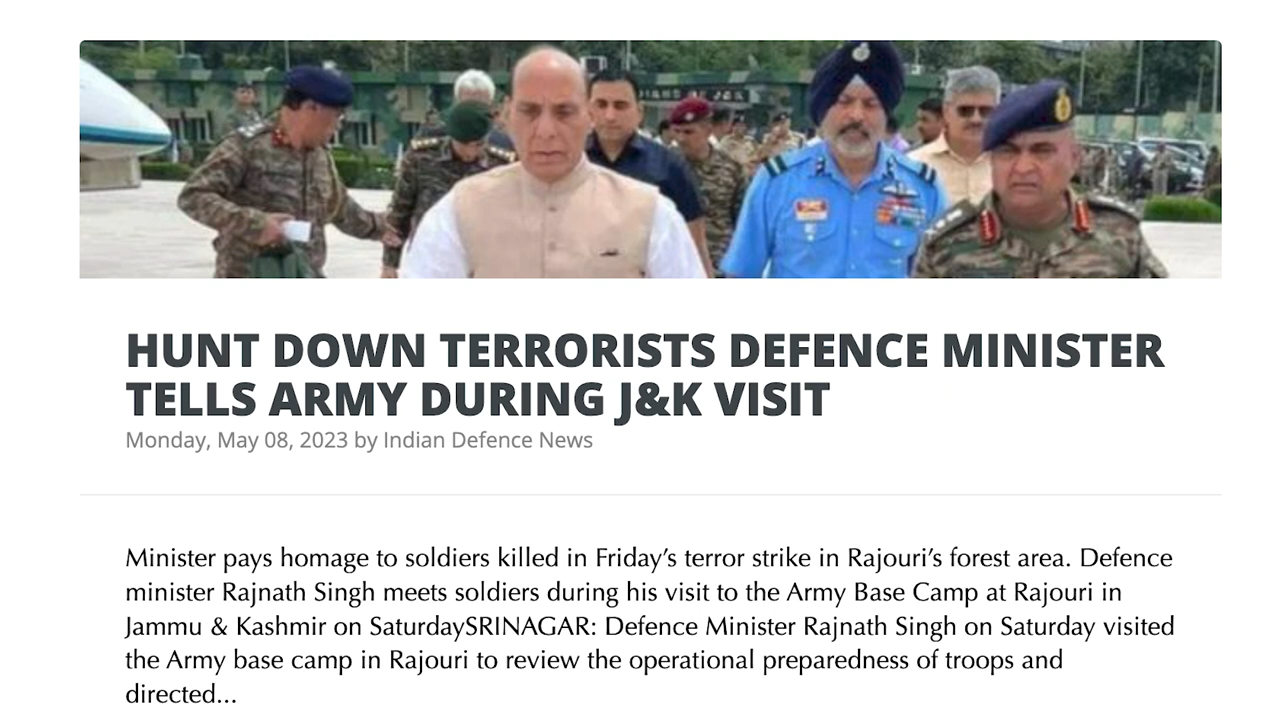 HUNT DOWN TERRORISTS DEFENCE MINISTER
TELLS ARMY DURING J&K VISIT
Monday, May 08, 2023 by Indian Defence News
Minister pays homage to soldiers killed in Friday’s terror strike in Rajouri’s forest area. Defence
minister Rajnath Singh meets soldiers during his visit to the Army Base Camp at Rajouri in
Jammu & Kashmir on SaturdaySRINAGAR: Defence Minister Rajnath Singh on Saturday visited
the Army base camp in Rajouri to review the operational preparedness of troops and
directed...